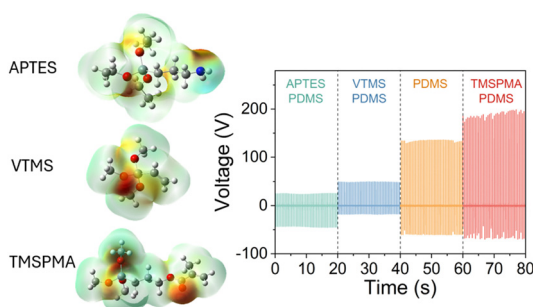 APTES
VTMS
TMSPMA
APTES
PDMS
VTMS
PDMS
PDMS
TMSPMA
PDMS
Voltage (V)
200
100
0
-100
0 10 20 30 40 50 60 70 80
Time (s)